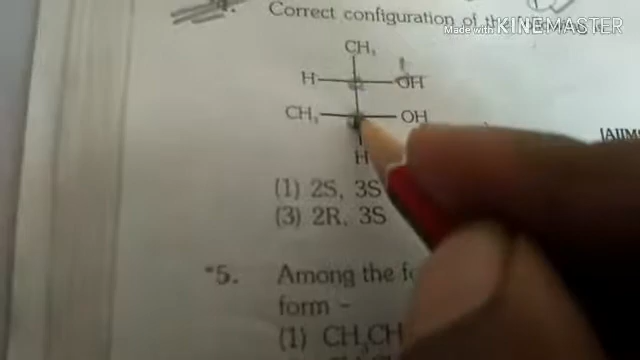 Correct configuration of the
Made with KINEMASTER
CH₃
H OH
CH₃ OH
H
[AIIMS
(1) 2S, 3S
(3) 2R, 3S
*5. Among the
form -
(1) CH₃CH